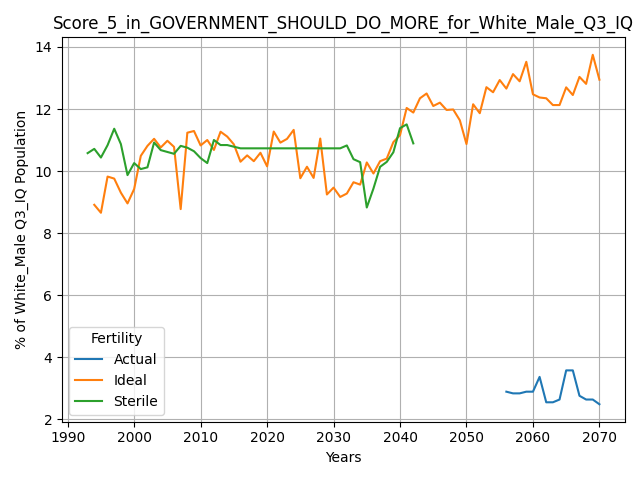 Score_5_in_GOVERNMENT_SHOULD_DO_MORE_for_White_Male_Q3_IQ
% of White_Male Q3_IQ Population
14
12
10
8
6
4
2
Fertility
Actual
Ideal
Sterile
1990 2000 2010 2020 2030 2040 2050 2060 2070
Years